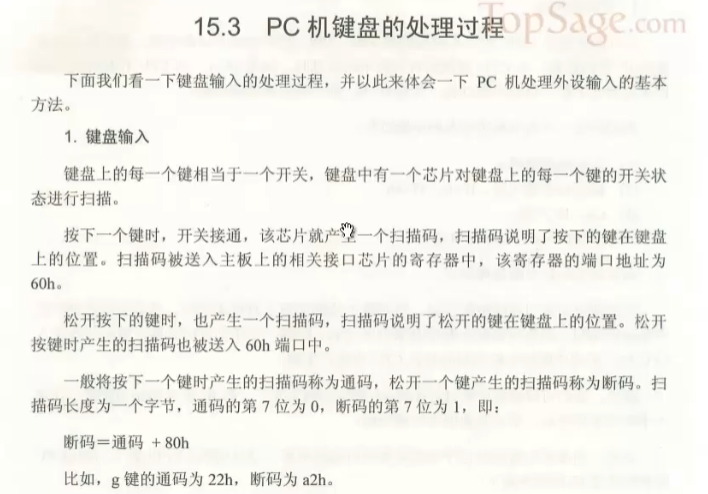 TopSage.com
15.3 PC 机键盘的处理过程
下面我们看一下键盘输入的处理过程，并以此来体会一下 PC 机处理外设输入的基本
方法。
1. 键盘输入
键盘上的每一个键相当于一个开关，键盘中有一个芯片对键盘上的每一个键的开关状
态进行扫描。
按下一个键时，开关接通，该芯片就产生一个扫描码，扫描码说明了按下的键在键盘
上的位置。扫描码被送入主板上的相关接口芯片的寄存器中，该寄存器的端口地址为
60h。
松开按下的键时，也产生一个扫描码，扫描码说明了松开的键在键盘上的位置。松开
按键时产生的扫描码也被送入 60h 端口中。
一般将按下一个键时产生的扫描码称为通码，松开一个键产生的扫描码称为断码。扫
描码长度为一个字节，通码的第 7 位为 0，断码的第 7 位为 1，即：
断码＝通码 + 80h
比如，g 键的通码为 22h，断码为 a2h。